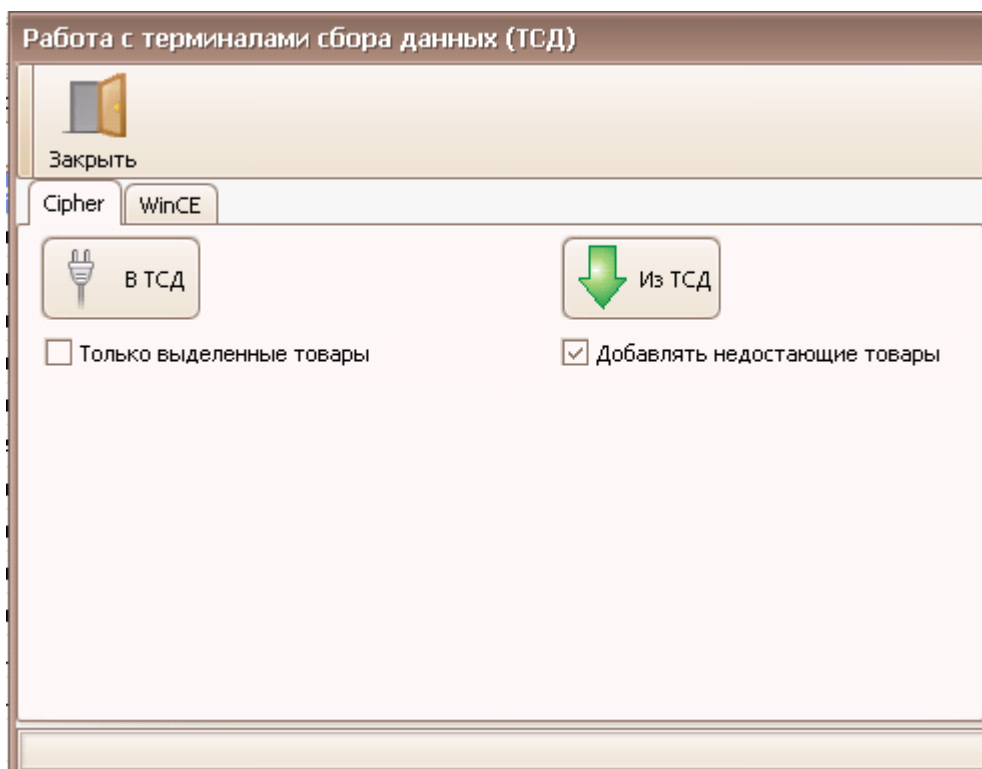 Работа с терминалами сбора данных (ТСД)
Закрыть
Cipher WinCE
В ТСД Из ТСД
Только выделенные товары Добавлять недостающие товары